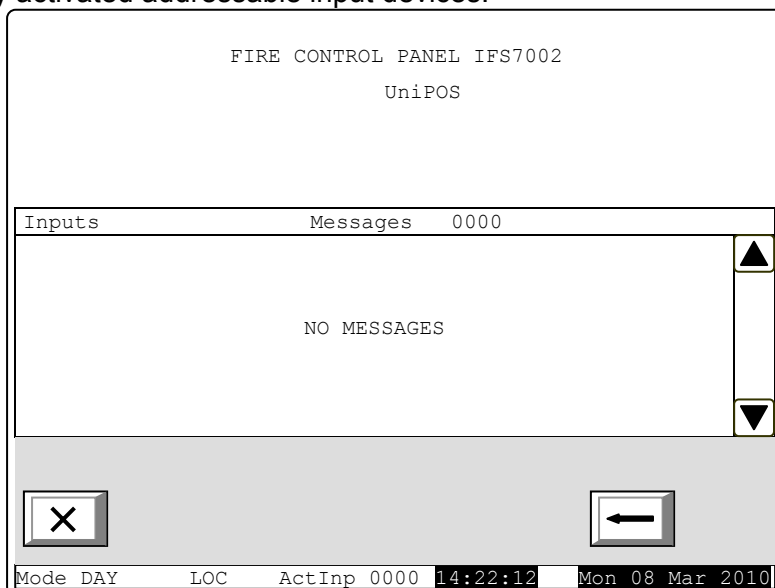 activated addressable input devices.
FIRE CONTROL PANEL IFS7002
UniPOS
Inputs Messages 0000
NO MESSAGES
Mode DAY LOC ActInp 0000 14:22:12 Mon 08 Mar 2010